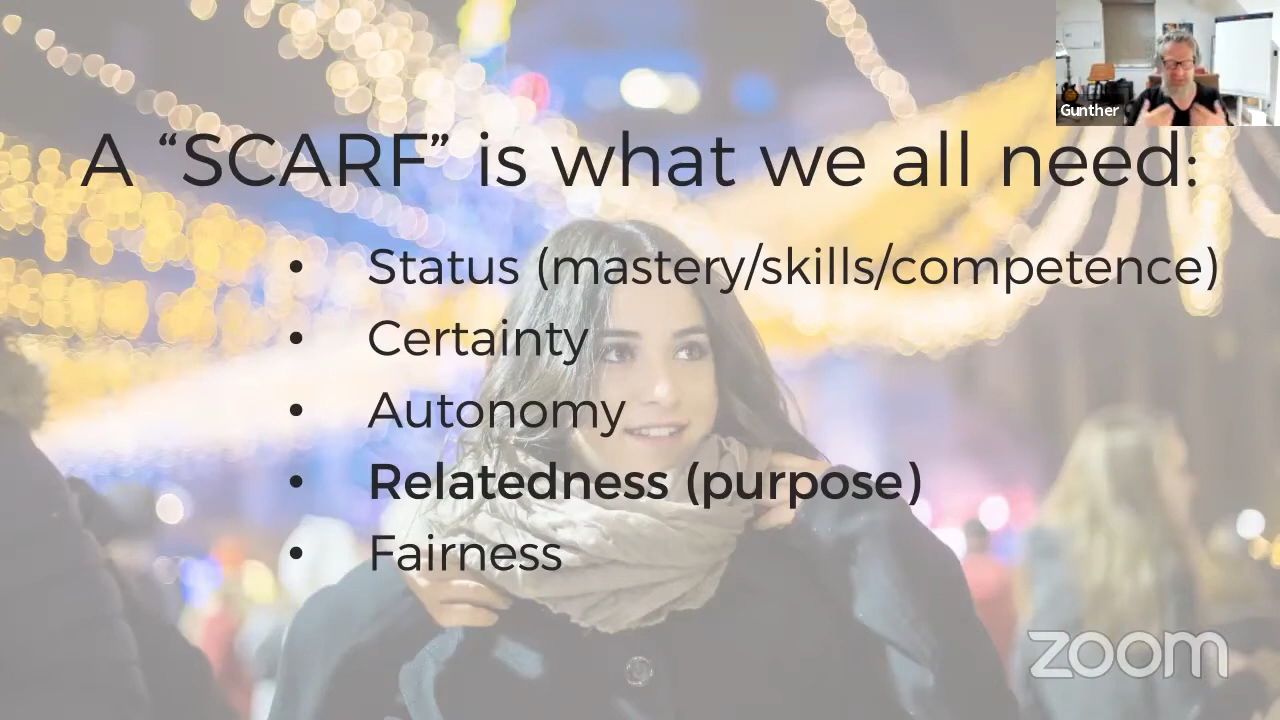 Gunther
A “SCARF” is what we all need:
• Status (mastery/skills/competence)
• Certainty
• Autonomy
• Relatedness (purpose)
• Fairness
zoom